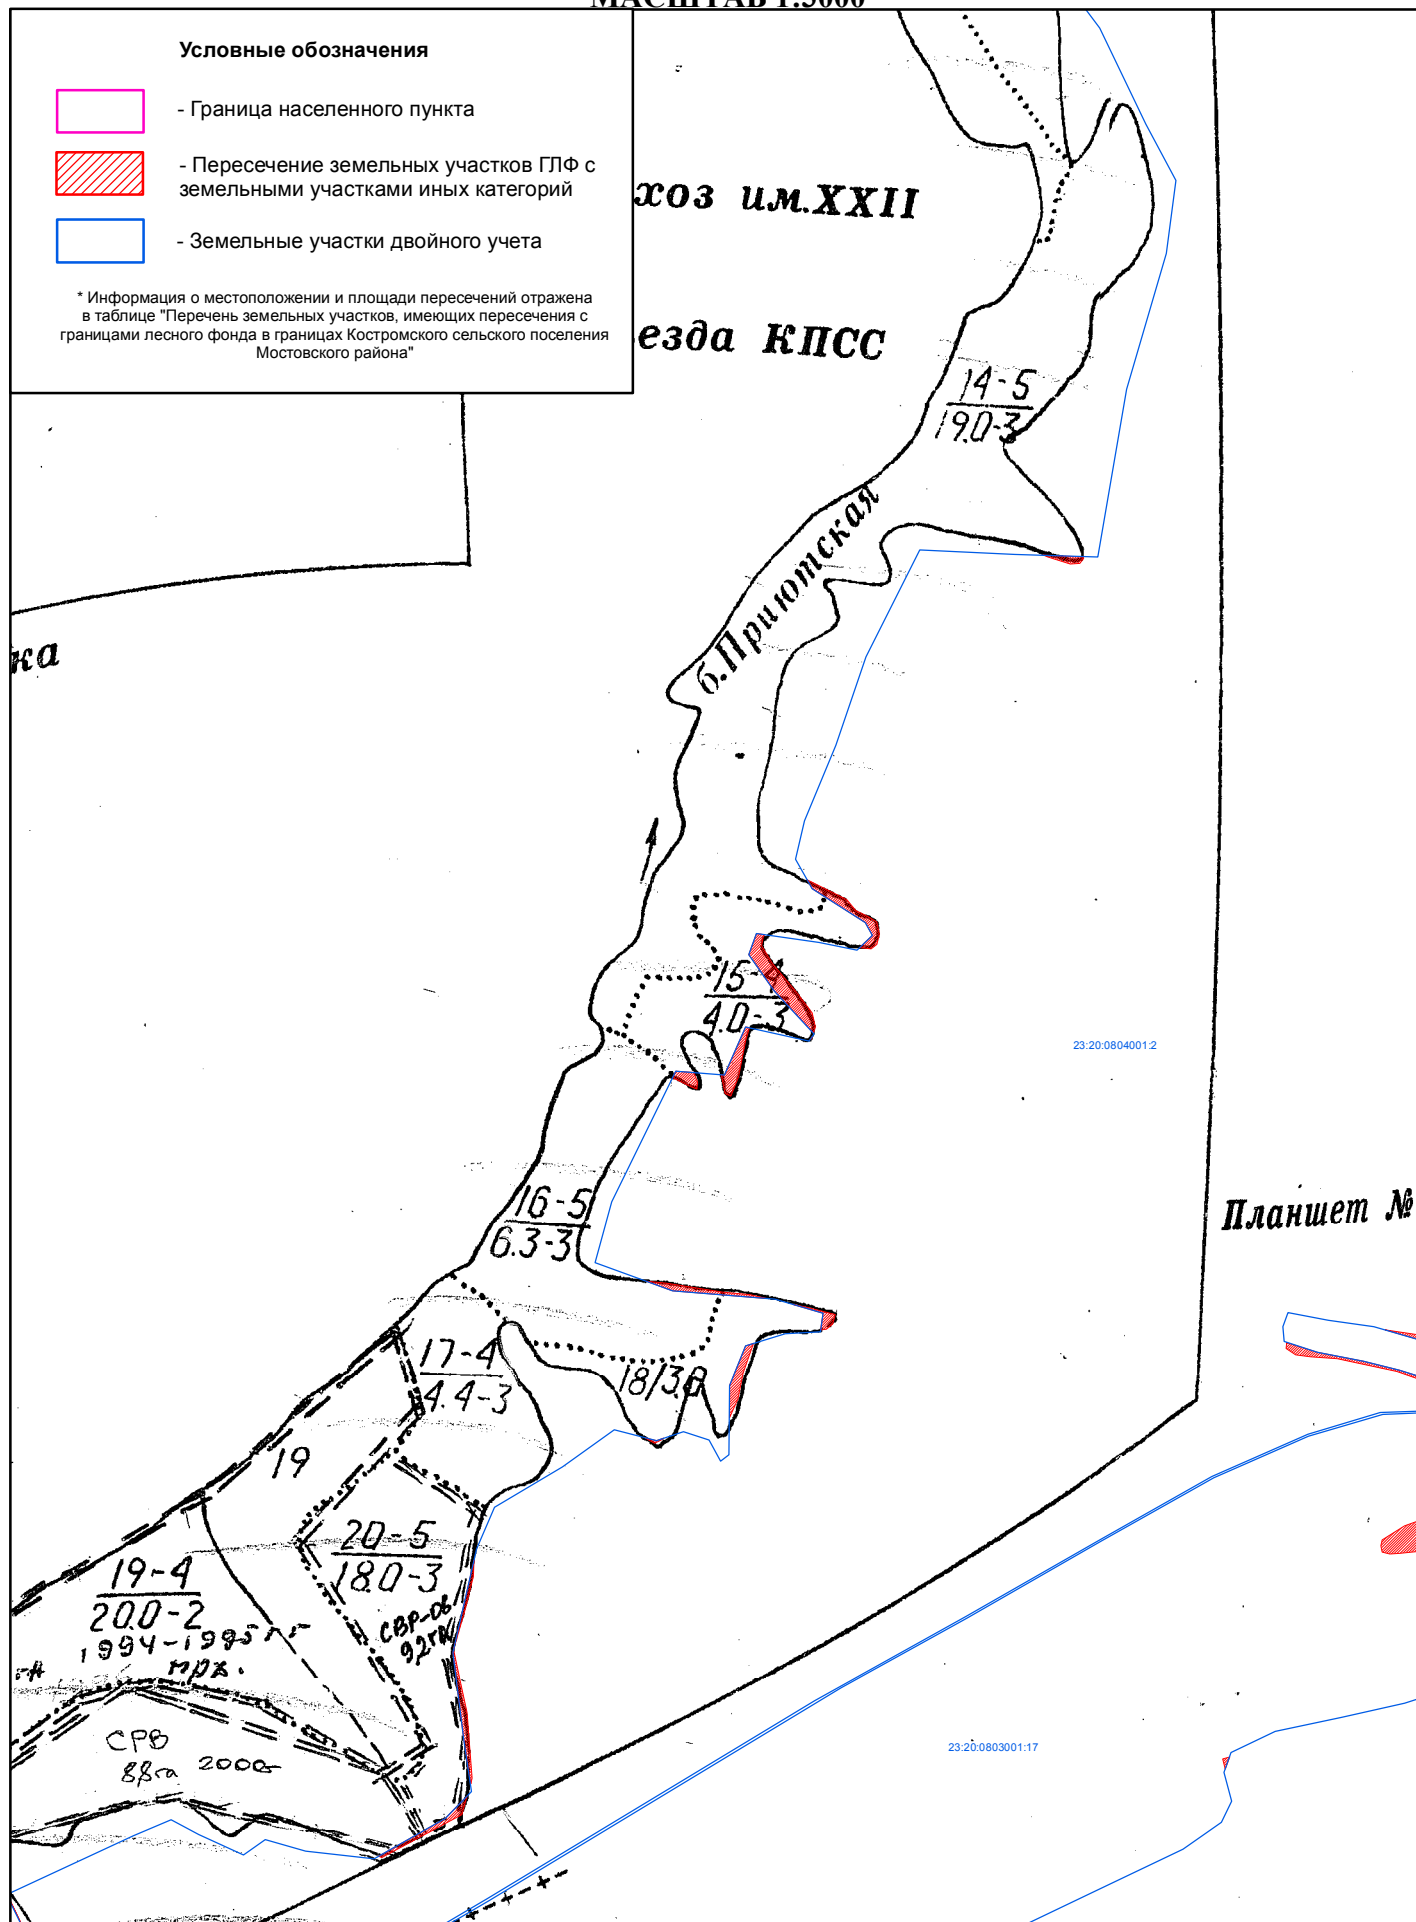 МАСШТАБ 1:5000
Условные обозначения
- Граница населенного пункта
- Пересечение земельных участков ГЛФ с
земельными участками иных категорий
- Земельные участки двойного учета
* Информация о местоположении и площади пересечений отражена
в таблице "Перечень земельных участков, имеющих пересечения с
границами лесного фонда в границах Костромского сельского поселения
Мостовского района"
хоз им.XXII
езда КПСС
14-5
19.0-3
б.Приютская
ка
15-4
4.0-3
23:20:0804001:2
16-5
6.3-3
Планшет №
17-4
4.4-3
18/3.0
19
20-5
18.0-3
19-4
20.0-2
1994-1995 гг
СРВ
2000г
23:20:0803001:17